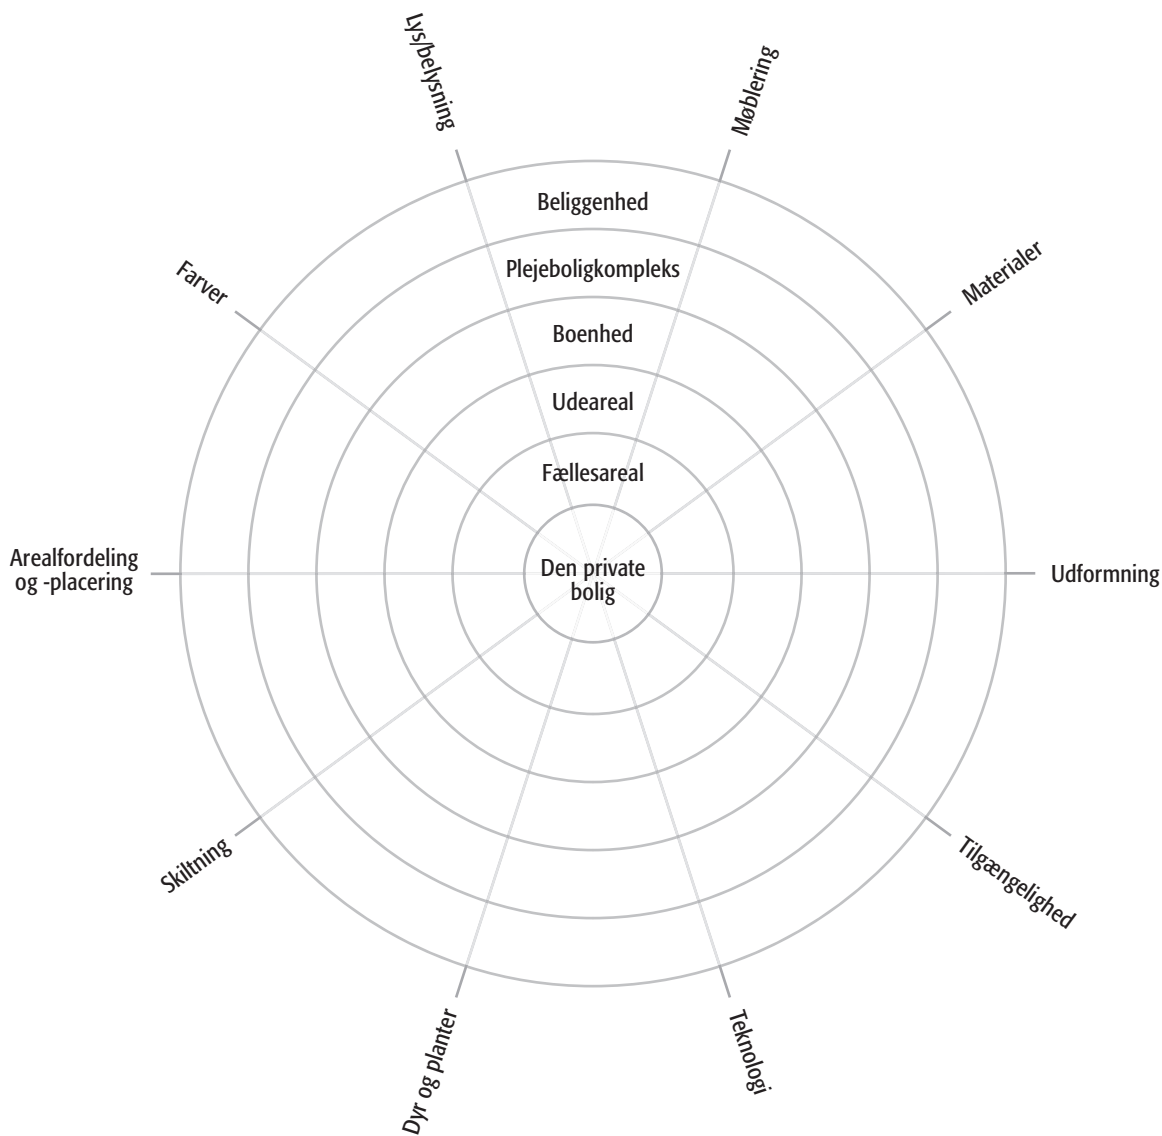 Lys/belysning
Møblering
Beliggenhed
Farver
Materialer
Plejeboligkompleks
Boenhed
Udeareal
Fællesareal
Arealfordeling
og -placering
Den private
bolig
Udformning
Skiltning
Tilgængelighed
Dyr og planter
Teknologi